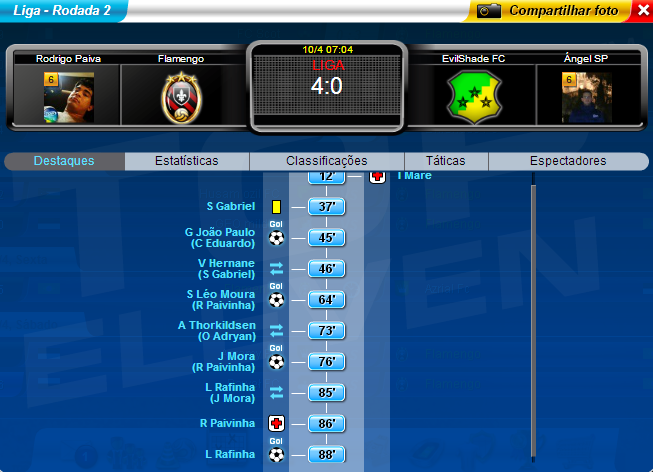 Liga - Rodada 2
Compartilhar foto
10/4 07:04
Rodrigo Paiva
Flamengo
LIGA
4:0
EvilShade FC
Ângel SP
6
6
Destaques
Estatísticas
Classificações
Táticas
Espectadores
12'
I Mare
S Gabriel
37'
G João Paulo
(C Eduardo)
Gol
45'
V Hernane
(S Gabriel)
46'
S Léo Moura
(R Paivinha)
Gol
64'
A Thorkildsen
(O Adryan)
73'
J Mora
(R Paivinha)
Gol
76'
L Rafinha
(J Mora)
85'
R Paivinha
86'
L Rafinha
Gol
88'
TOP
ELEVEN